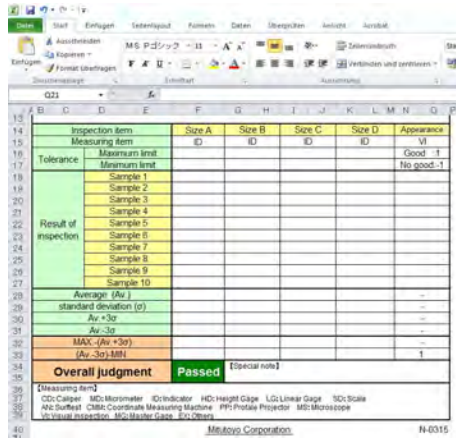 Datei Start Einfügen Seitenlayout Formeln Daten Überprüfen Ansicht Acrobat
Ausschneiden
Kopieren
Format übertragen
Einfügen
MS Pゴシック 11
F K U
Zeilenumbruch
Verbinden und zentrieren
Zwischenablage Schriftart Ausrichtung
Q21 fx
A B C D E F G H I J K L M N O P
13
14 Inspection item Size A Size B Size C Size D Appearance
15 Measuring item ID ID ID ID VI
16 Tolerance Maximum limit Good :1
17 Minimum limit No good:-1
18 Sample 1
19 Sample 2
20 Sample 3
21 Sample 4
22 Result of Sample 5
23 inspection Sample 6
24 Sample 7
25 Sample 8
26 Sample 9
27 Sample 10
28 Average (Av.) -
29 standard deviation (σ) -
30 Av.+3σ -
31 Av.-3σ -
32 MAX.-(Av.+3σ) -
33 (Av.-3σ)-MIN 1
34 Overall judgment Passed 【Special note】
35
36 【Measuring item】
37 CD:Caliper MD:Micrometer ID:Indicator HD:Height Gage LG:Linear Gage SD:Scale
38 AN:Surftest CMM:Coordinate Measuring Machine PP:Profile Projector MS:Microscope
39 VI:Visual inspection MG:Master Gage EX:Others
40 Mitutoyo Corporation N-0315